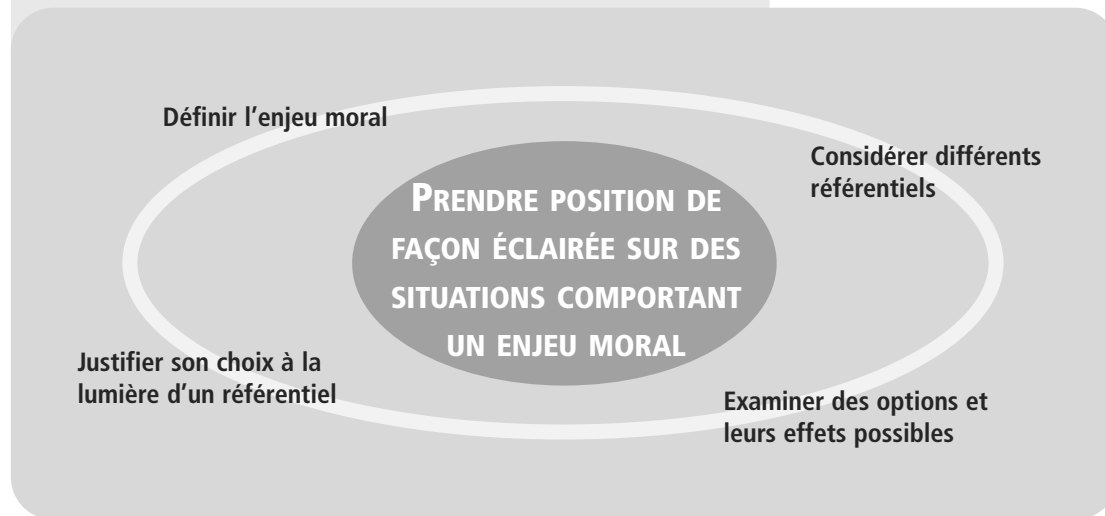 Définir l'enjeu moral
Considérer différents
référentiels
PRENDRE POSITION DE
FAÇON ÉCLAIRÉE SUR DES
SITUATIONS COMPORTANT
UN ENJEU MORAL
Justifier son choix à la
lumière d'un référentiel
Examiner des options et
leurs effets possibles